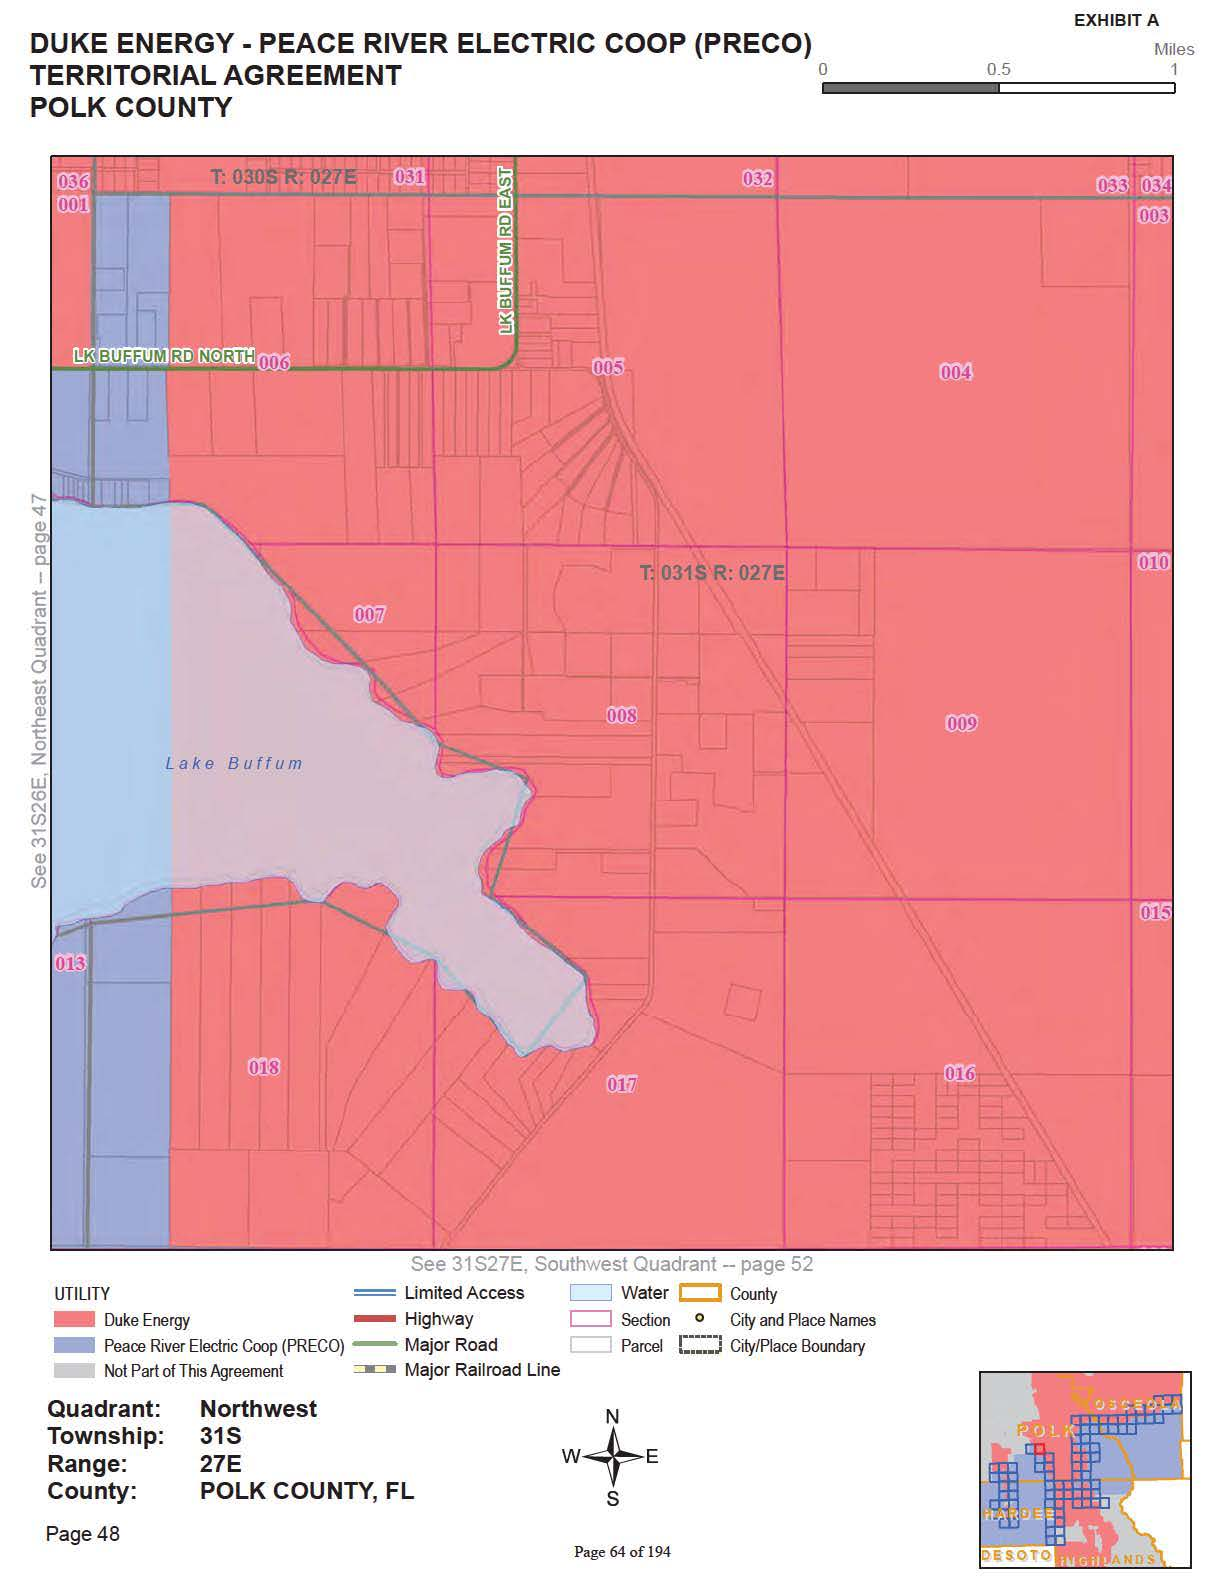 EXHIBIT A
DUKE ENERGY - PEACE RIVER ELECTRIC COOP (PRECO)
TERRITORIAL AGREEMENT
POLK COUNTY
Miles
0 0.5 1
036
T: 030S R: 027E
031
032
033
034
001
003
LK BUFFUM RD EAST
LK BUFFUM RD NORTH
006
005
004
See 31S26E, Northeast Quadrant -- page 47
010
T: 031S R: 027E
007
008
009
Lake Buffum
015
013
018
017
016
See 31S27E, Southwest Quadrant -- page 52
UTILITY
Duke Energy
Peace River Electric Coop (PRECO)
Not Part of This Agreement
Limited Access
Highway
Major Road
Major Railroad Line
Water
Section
Parcel
County
City and Place Names
City/Place Boundary
Quadrant: Northwest
Township: 31S
Range: 27E
County: POLK COUNTY, FL
Page 48
N
W E
S
Page 64 of 194
OSCEOLA
POLK
HARDEE
DESOTO
HIGHLANDS